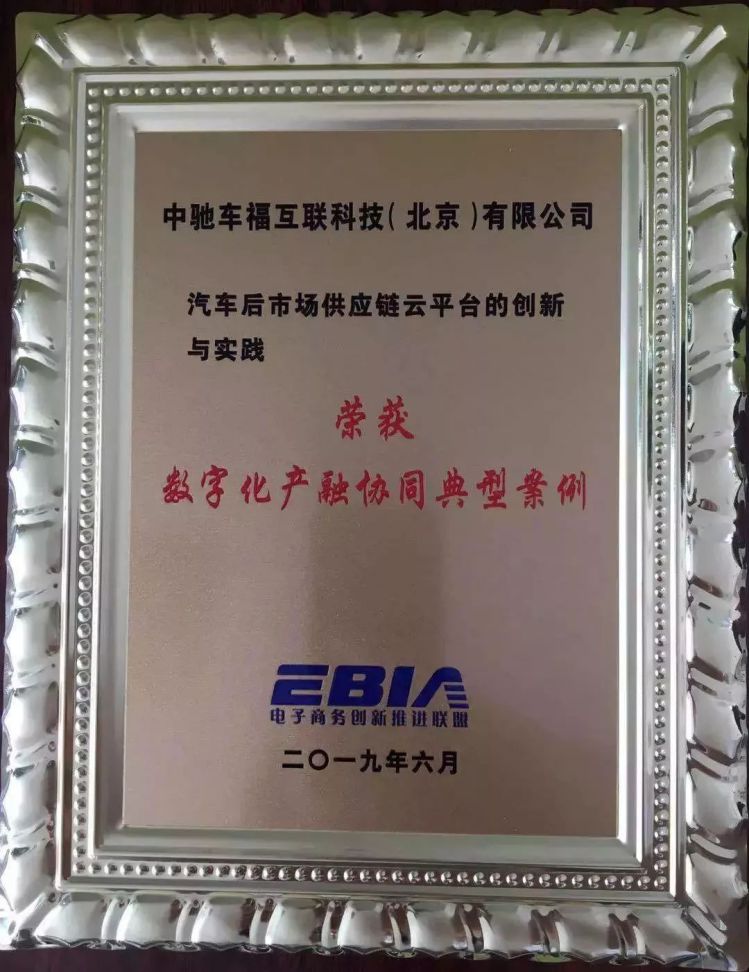 中驰车福互联科技(北京)有限公司
汽车后市场供应链云平台的创新
与实践
荣获
数字化产融协同典型案例
EBIA
电子商务创新推进联盟
二〇一九年六月